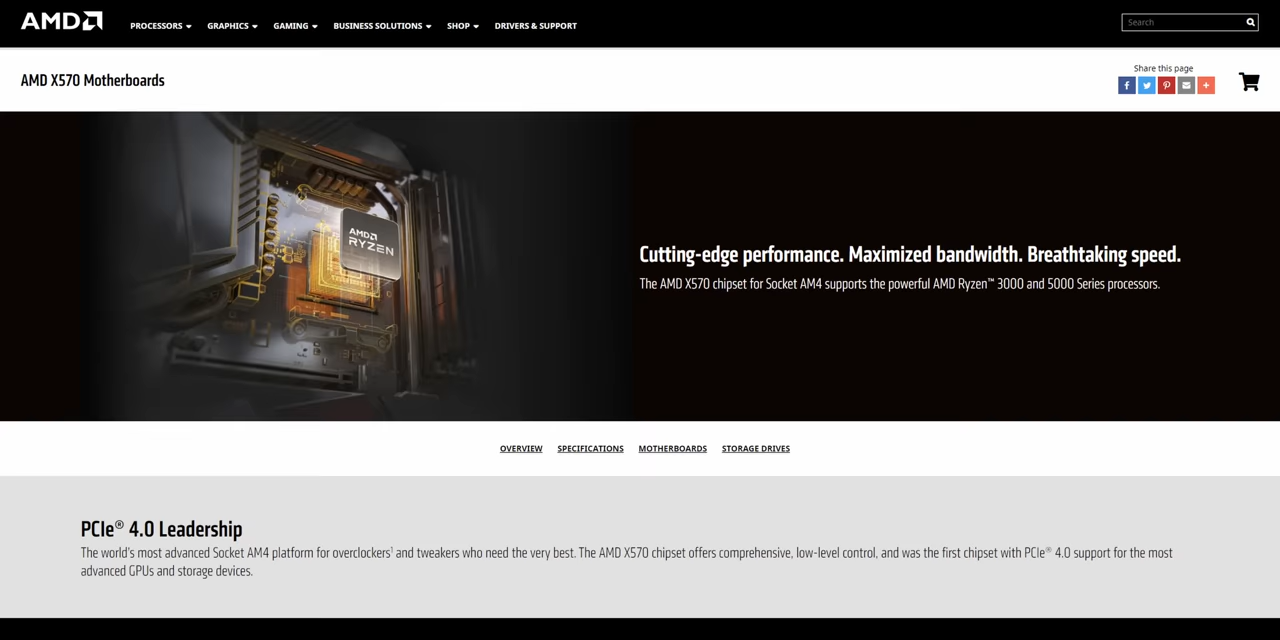 AMD
PROCESSORS GRAPHICS GAMING BUSINESS SOLUTIONS SHOP DRIVERS & SUPPORT
Search
AMD X570 Motherboards
Share this page
AMD
RYZEN
Cutting-edge performance. Maximized bandwidth. Breathtaking speed.
The AMD X570 chipset for Socket AM4 supports the powerful AMD Ryzen™ 3000 and 5000 Series processors.
OVERVIEW SPECIFICATIONS MOTHERBOARDS STORAGE DRIVES
PCIe® 4.0 Leadership
The world's most advanced Socket AM4 platform for overclockers¹ and tweakers who need the very best. The AMD X570 chipset offers comprehensive, low-level control, and was the first chipset with PCIe® 4.0 support for the most
advanced GPUs and storage devices.